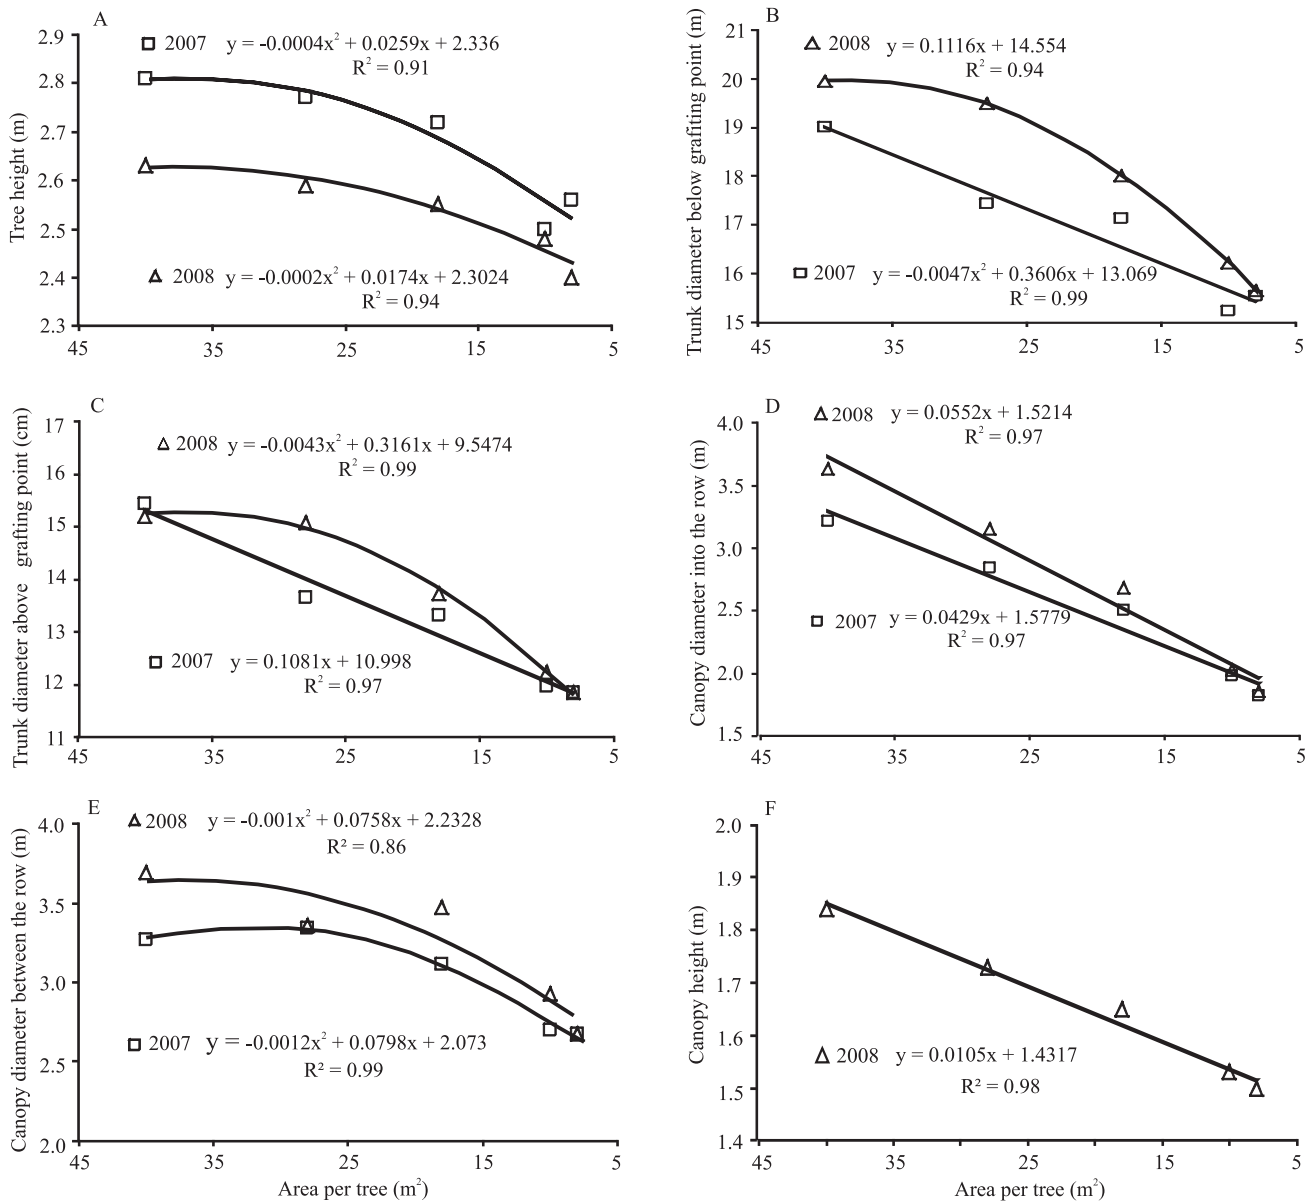 A
2007 y = -0.0004x² + 0.0259x + 2.336
R² = 0.91
2.9
2.8
2.7
2.6
2.5
2.4
2.3
Tree height (m)
2008 y = -0.0002x² + 0.0174x + 2.3024
R² = 0.94
45 35 25 15 5
B
2008 y = 0.1116x + 14.554
R² = 0.94
21
20
19
18
17
16
15
Trunk diameter below grafiting point (m)
2007 y = -0.0047x² + 0.3606x + 13.069
R² = 0.99
45 35 25 15 5
C
2008 y = -0.0043x² + 0.3161x + 9.5474
R² = 0.99
17
16
15
14
13
12
11
Trunk diameter above grafting point (cm)
2007 y = 0.1081x + 10.998
R² = 0.97
45 35 25 15 5
D
2008 y = 0.0552x + 1.5214
R² = 0.97
4.0
3.5
3.0
2.5
2.0
1.5
Canopy diameter into the row (m)
2007 y = 0.0429x + 1.5779
R² = 0.97
45 35 25 15 5
E
2008 y = -0.001x² + 0.0758x + 2.2328
R² = 0.86
4.0
3.5
3.0
2.5
2.0
Canopy diameter between the row (m)
2007 y = -0.0012x² + 0.0798x + 2.073
R² = 0.99
45 35 25 15 5
Area per tree (m²)
F
2.0
1.9
1.8
1.7
1.6
1.5
1.4
Canopy height (m)
2008 y = 0.0105x + 1.4317
R² = 0.98
45 35 25 15 5
Area per tree (m²)